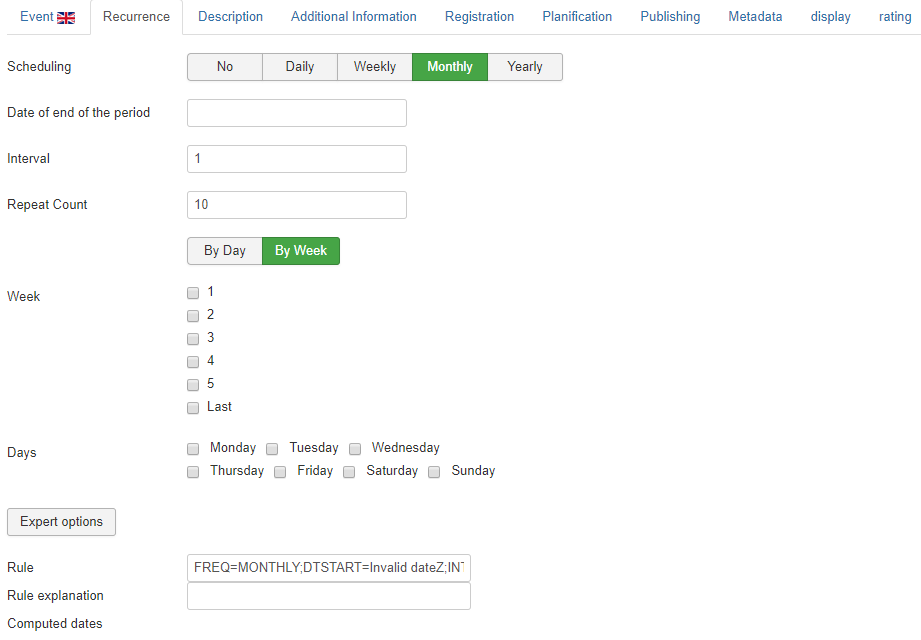 Event Recurrence Description Additional Information Registration Planification Publishing Metadata display rating
Scheduling No Daily Weekly Monthly Yearly
Date of end of the period
Interval 1
Repeat Count 10
By Day By Week
Week 1
2
3
4
5
Last
Days Monday Tuesday Wednesday
Thursday Friday Saturday Sunday
Expert options
Rule FREQ=MONTHLY;DTSTART=Invalid dateZ;INT
Rule explanation
Computed dates